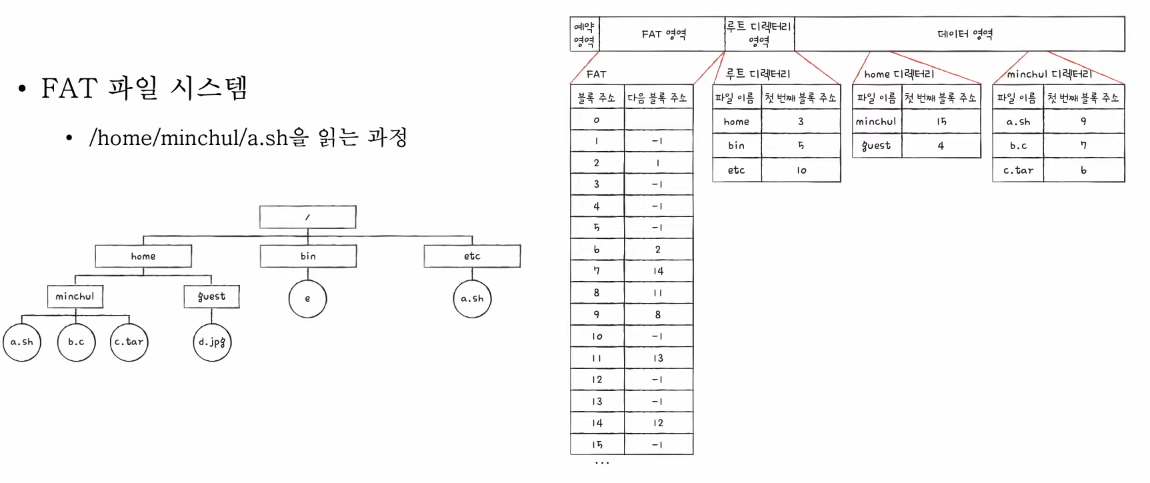 • FAT 파일 시스템
• /home/minchul/a.sh을 읽는 과정
/
home bin etc
minchul guest e a.sh
a.sh b.c c.tar d.jpg
예약 영역 FAT 영역 루트 디렉터리 영역 데이터 영역
FAT
블록 주소 다음 블록 주소
0
1 -1
2 1
3 -1
4 -1
5 -1
6 2
7 14
8 11
9 8
10 -1
11 13
12 -1
13 -1
14 12
15 -1
...
루트 디렉터리
파일 이름 첫 번째 블록 주소
home 3
bin 5
etc 10
home 디렉터리
파일 이름 첫 번째 블록 주소
minchul 15
guest 4
minchul 디렉터리
파일 이름 첫 번째 블록 주소
a.sh 9
b.c 7
c.tar 6